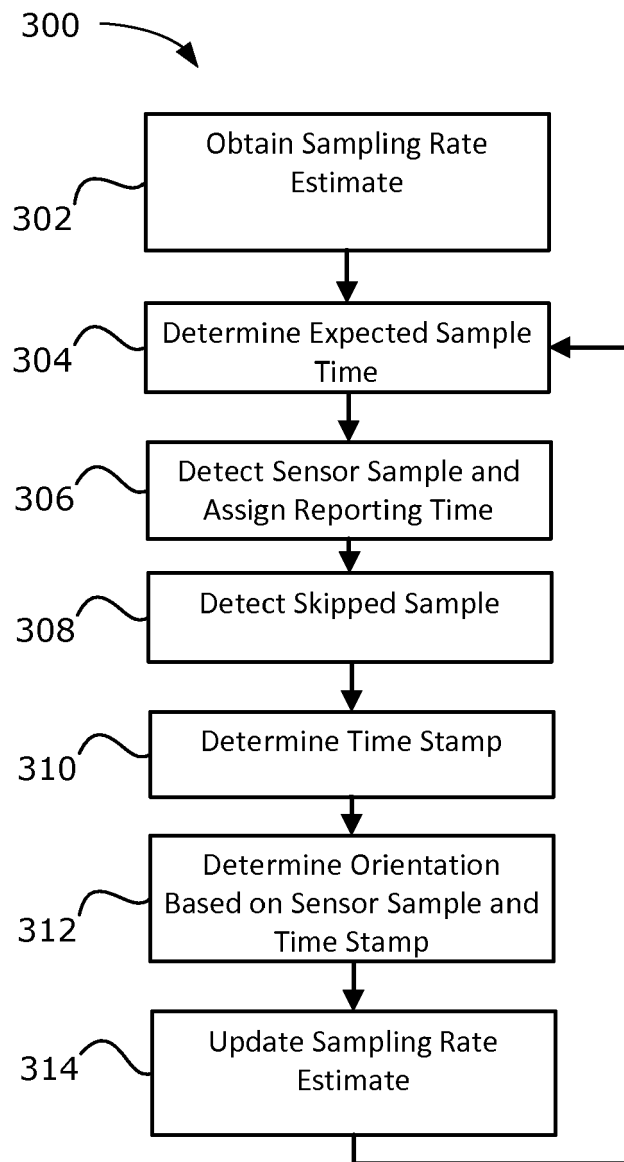 300
Obtain Sampling Rate
Estimate
302
Determine Expected Sample
Time
304
Detect Sensor Sample and
Assign Reporting Time
306
Detect Skipped Sample
308
Determine Time Stamp
310
Determine Orientation
Based on Sensor Sample and
Time Stamp
312
Update Sampling Rate
Estimate
314